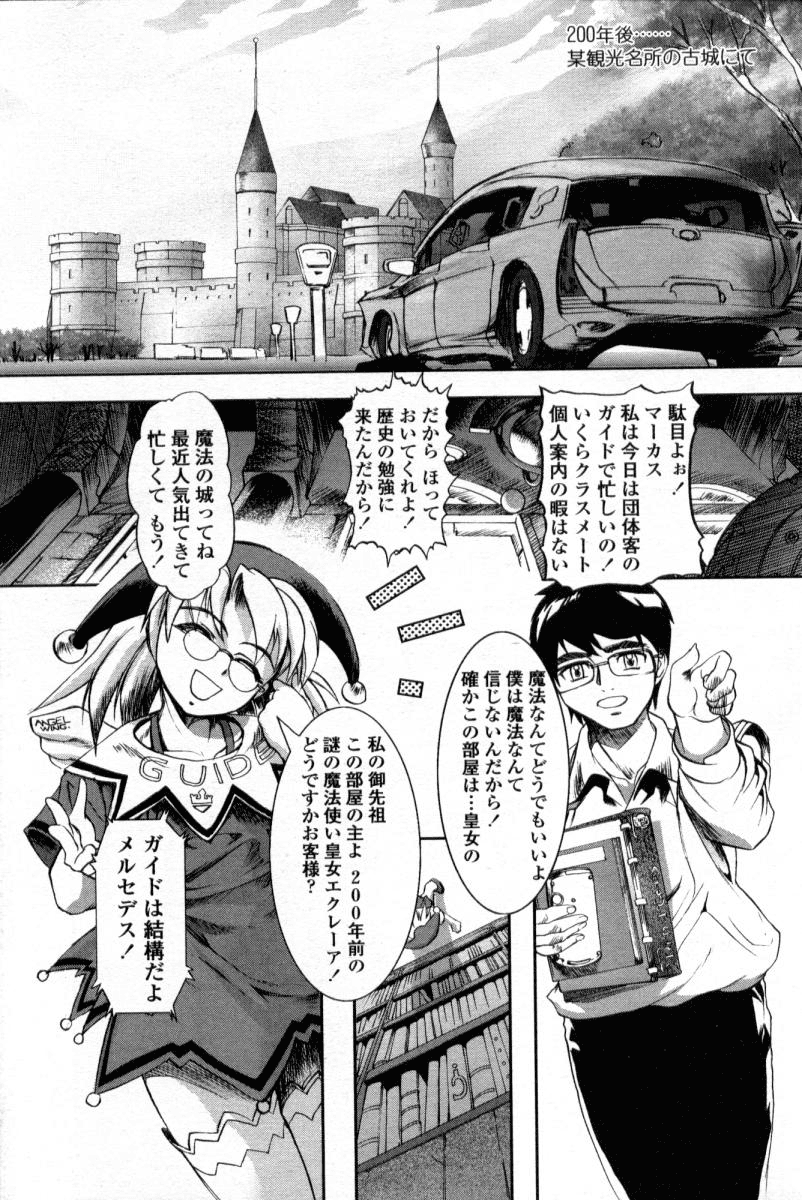 200年後……
某観光名所の古城にて
駄目よぉ!
マーカス
私は今日は団体客の
ガイドで忙しいの!
いくらクラスメート
個人案内の暇はない
だから ほって
おいてくれよ!
歴史の勉強に
来たんだから!
魔法の城ってね
最近人気出てきて
忙しくて もう!
魔法なんてどうでもいいよ
僕は魔法なんて
信じないんだから!
確かこの部屋は…皇女の
私の御先祖
この部屋の主よ 200年前の
謎の魔法使い皇女エクレーア!
どうですかお客様?
ANGEL
WING.
GUIDE
ガイドは結構だよ
メルセデス!